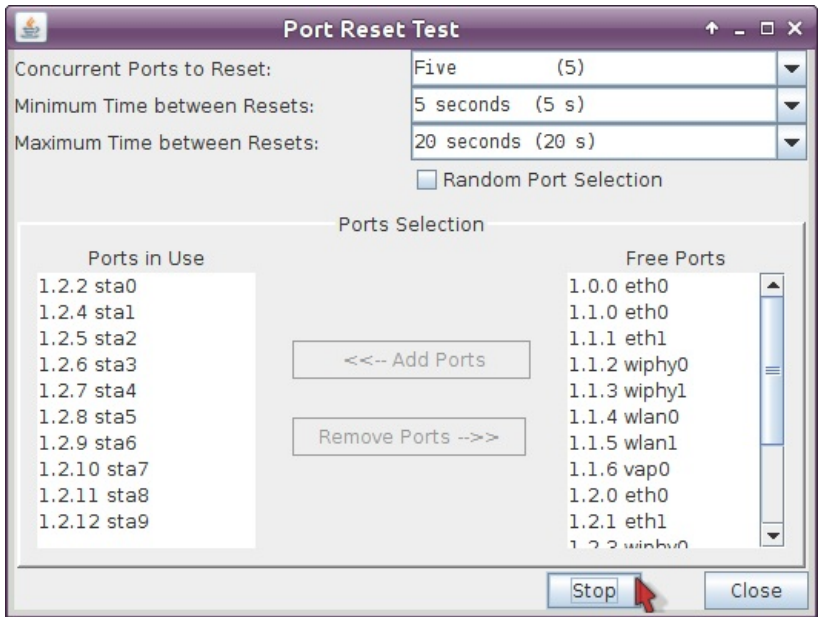 Port Reset Test
Concurrent Ports to Reset: Five (5)
Minimum Time between Resets: 5 seconds (5 s)
Maximum Time between Resets: 20 seconds (20 s)
Random Port Selection
Ports Selection
Ports in Use
1.2.2 sta0
1.2.4 sta1
1.2.5 sta2
1.2.6 sta3
1.2.7 sta4
1.2.8 sta5
1.2.9 sta6
1.2.10 sta7
1.2.11 sta8
1.2.12 sta9
<<-- Add Ports
Remove Ports -->>
Free Ports
1.0.0 eth0
1.1.0 eth0
1.1.1 eth1
1.1.2 wiphy0
1.1.3 wiphy1
1.1.4 wlan0
1.1.5 wlan1
1.1.6 vap0
1.2.0 eth0
1.2.1 eth1
1.2.3 wiphy0
Stop
Close